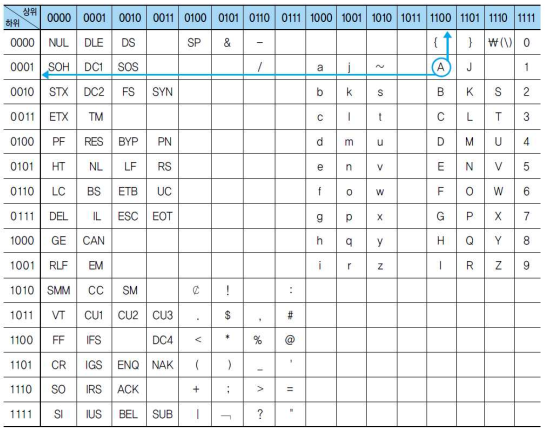 상위
하위 0000 0001 0010 0011 0100 0101 0110 0111 1000 1001 1010 1011 1100 1101 1110 1111
0000 NUL DLE DS SP & – { } ₩(\) 0
0001 SOH DC1 SOS / a j ~ A J 1
0010 STX DC2 FS SYN b k s B K S 2
0011 ETX TM c l t C L T 3
0100 PF RES BYP PN d m u D M U 4
0101 HT NL LF RS e n v E N V 5
0110 LC BS ETB UC f o w F O W 6
0111 DEL IL ESC EOT g p x G P X 7
1000 GE CAN h q y H Q Y 8
1001 RLF EM i r z I R Z 9
1010 SMM CC SM ¢ ! :
1011 VT CU1 CU2 CU3 . $ , #
1100 FF IFS DC4 < * % @
1101 CR IGS ENQ NAK ( ) _ '
1110 SO IRS ACK + ; > =
1111 SI IUS BEL SUB | ¬ ? "